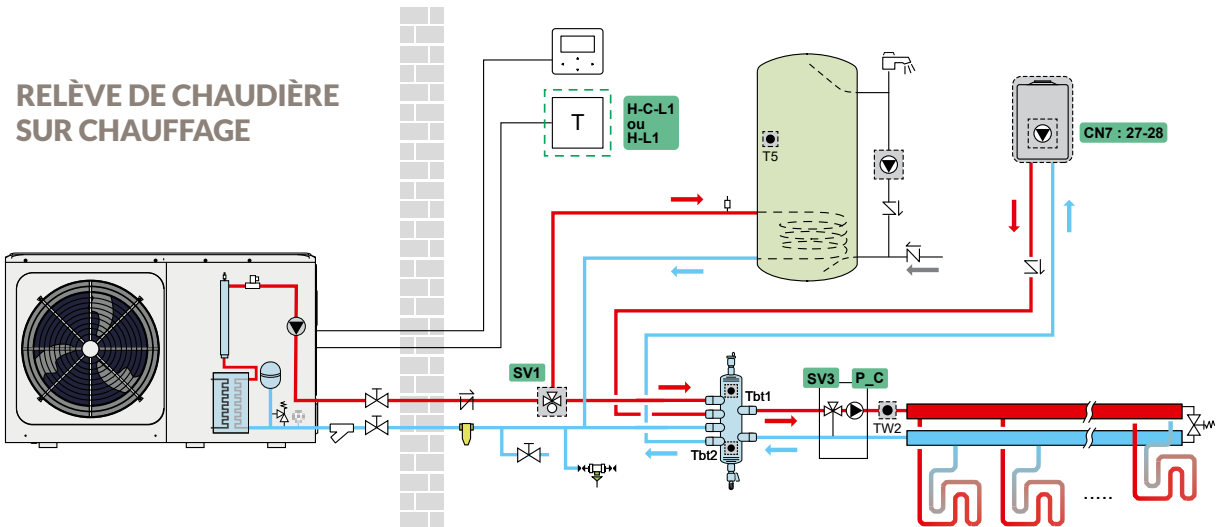 RELÈVE DE CHAUDIÈRE
SUR CHAUFFAGE
T
H-C-L1
ou
H-L1
T5
CN7 : 27-28
SV1
Tbt1
SV3
P_C
TW2
Tbt2
.....